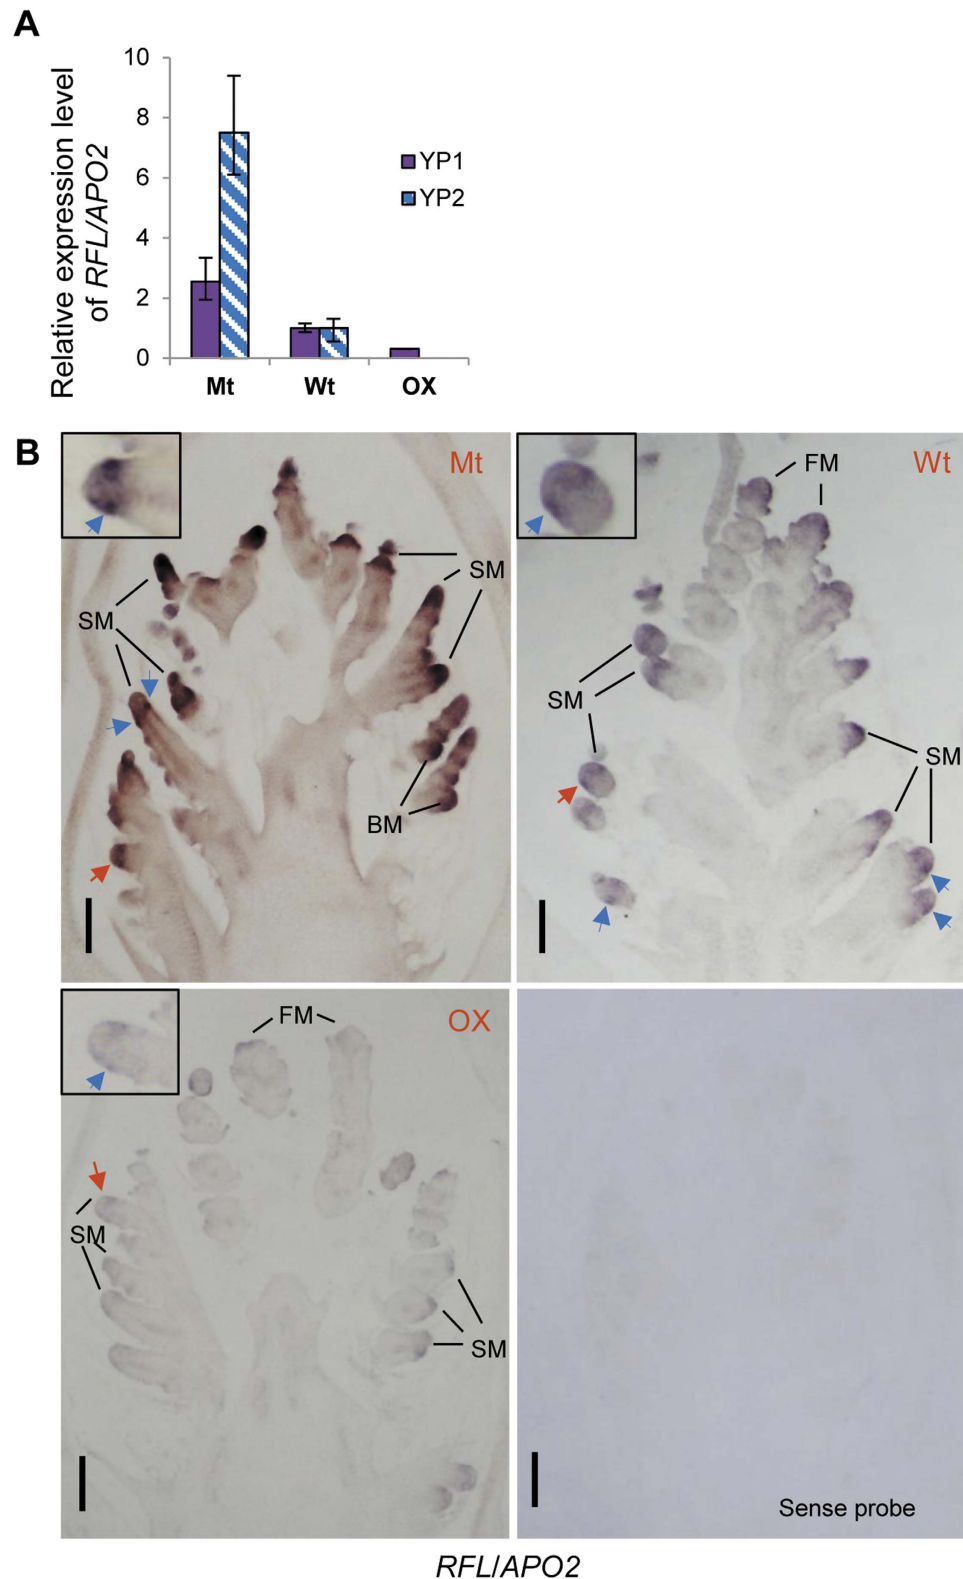 A
Relative expression level
of RFL/APO2
10
8
6
4
2
0
YP1
YP2
Mt
Wt
OX
B
Mt
SM
SM
BM
Wt
FM
SM
SM
OX
FM
SM
SM
Sense probe
RFL/APO2